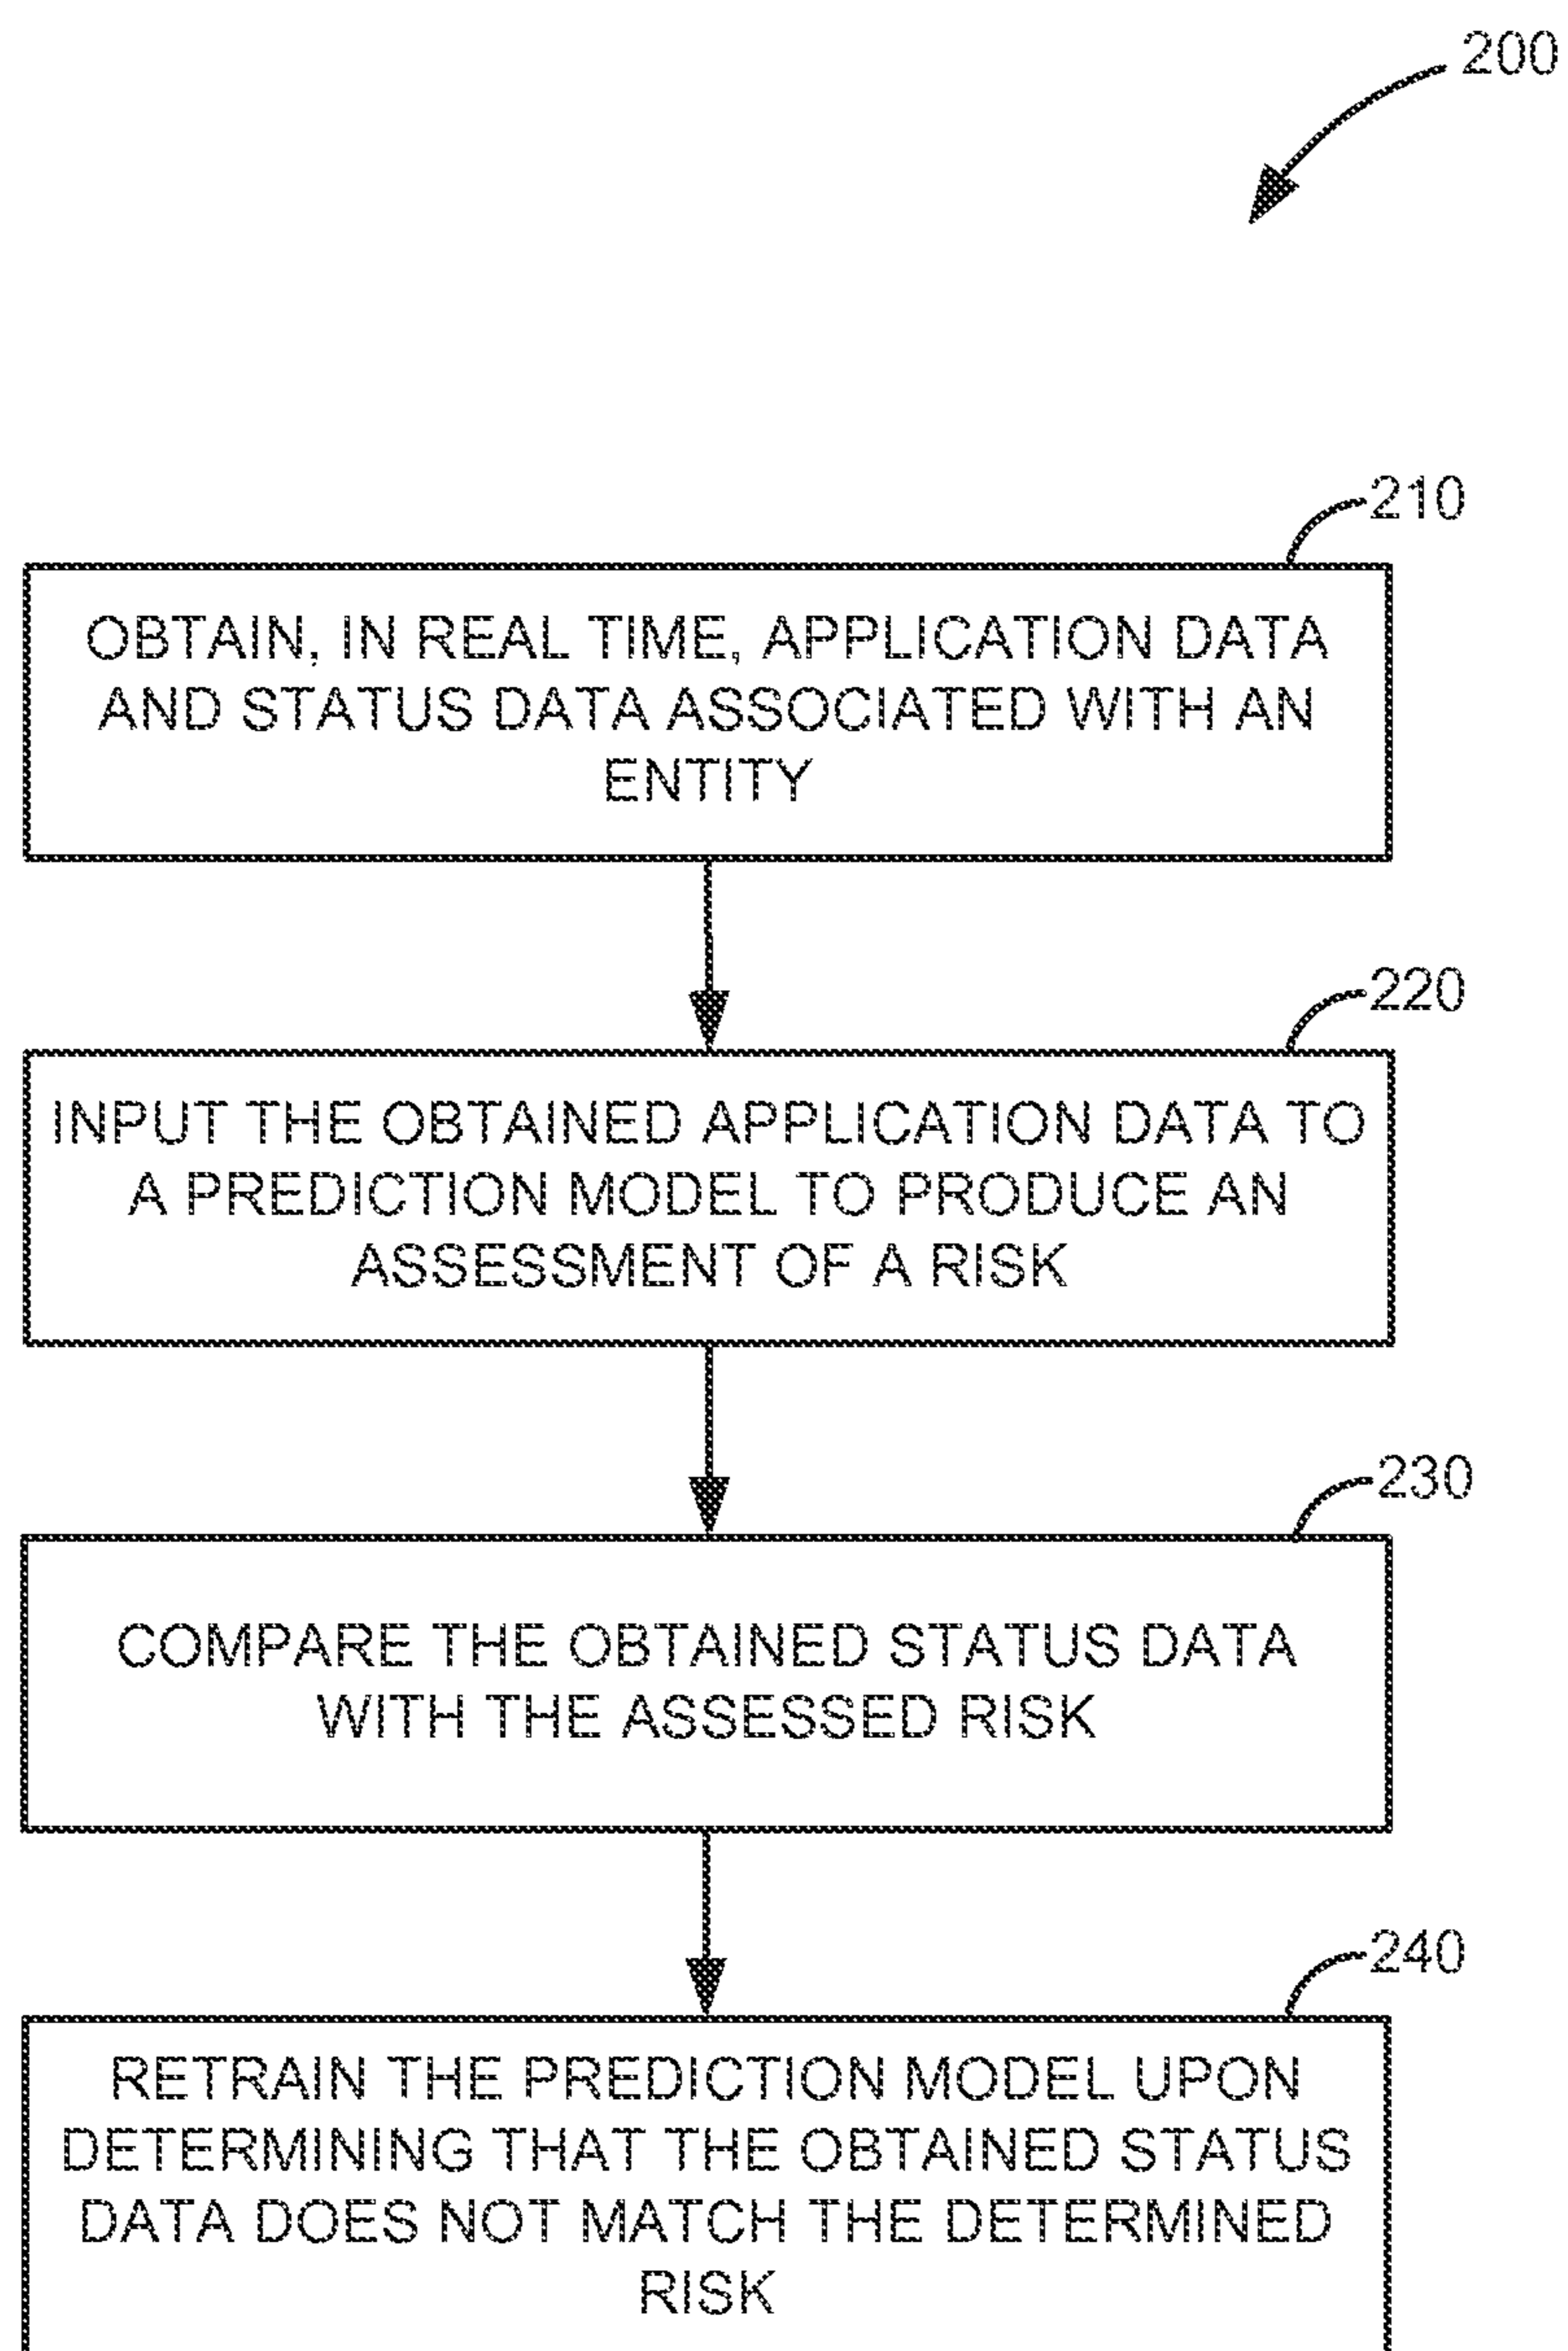 200
210
OBTAIN, IN REAL TIME, APPLICATION DATA
AND STATUS DATA ASSOCIATED WITH AN
ENTITY
220
INPUT THE OBTAINED APPLICATION DATA TO
A PREDICTION MODEL TO PRODUCE AN
ASSESSMENT OF A RISK
230
COMPARE THE OBTAINED STATUS DATA
WITH THE ASSESSED RISK
240
RETRAIN THE PREDICTION MODEL UPON
DETERMINING THAT THE OBTAINED STATUS
DATA DOES NOT MATCH THE DETERMINED
RISK